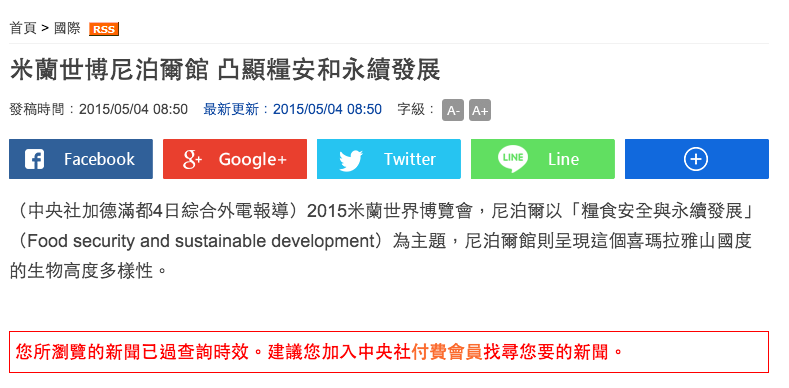 首頁 > 國際 RSS
米蘭世博尼泊爾館 凸顯糧安和永續發展
發稿時間：2015/05/04 08:50 最新更新：2015/05/04 08:50 字級： A- A+
Facebook Google+ Twitter LINE Line
（中央社加德滿都4日綜合外電報導）2015米蘭世界博覽會，尼泊爾以「糧食安全與永續發展」
（Food security and sustainable development）為主題，尼泊爾館則呈現這個喜瑪拉雅山國度
的生物高度多樣性。
您所瀏覽的新聞已過查詢時效。建議您加入中央社付費會員找尋您要的新聞。